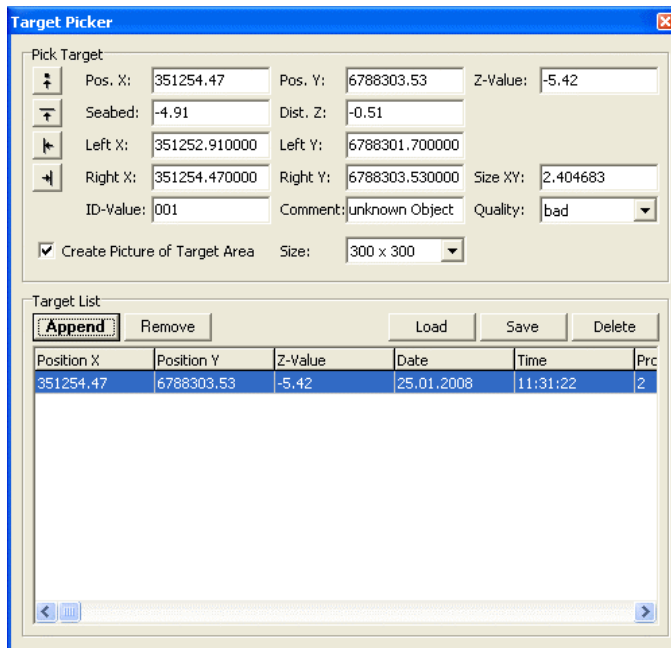 Target Picker
Pick Target
Pos. X: 351254.47 Pos. Y: 6788303.53 Z-Value: -5.42
Seabed: -4.91 Dist. Z: -0.51
Left X: 351252.910000 Left Y: 6788301.700000
Right X: 351254.470000 Right Y: 6788303.530000 Size XY: 2.404683
ID-Value: 001 Comment: unknown Object Quality: bad
Create Picture of Target Area Size: 300 x 300
Target List
Append Remove Load Save Delete
Position X Position Y Z-Value Date Time Prc
351254.47 6788303.53 -5.42 25.01.2008 11:31:22 2